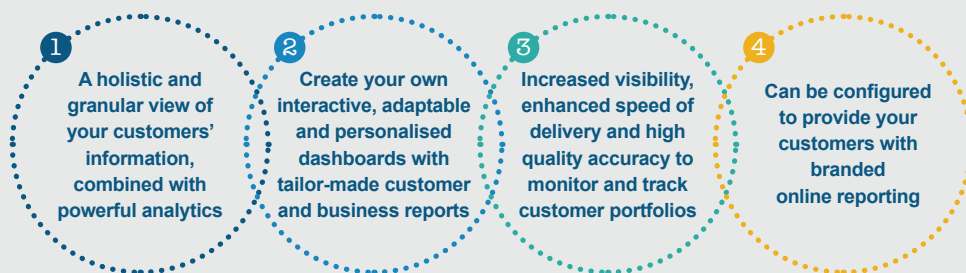 1
A holistic and
granular view of
your customers'
information,
combined with
powerful analytics
2
Create your own
interactive, adaptable
and personalised
dashboards with
tailor-made customer
and business reports
3
Increased visibility,
enhanced speed of
delivery and high
quality accuracy to
monitor and track
customer portfolios
4
Can be configured
to provide your
customers with
branded
online reporting